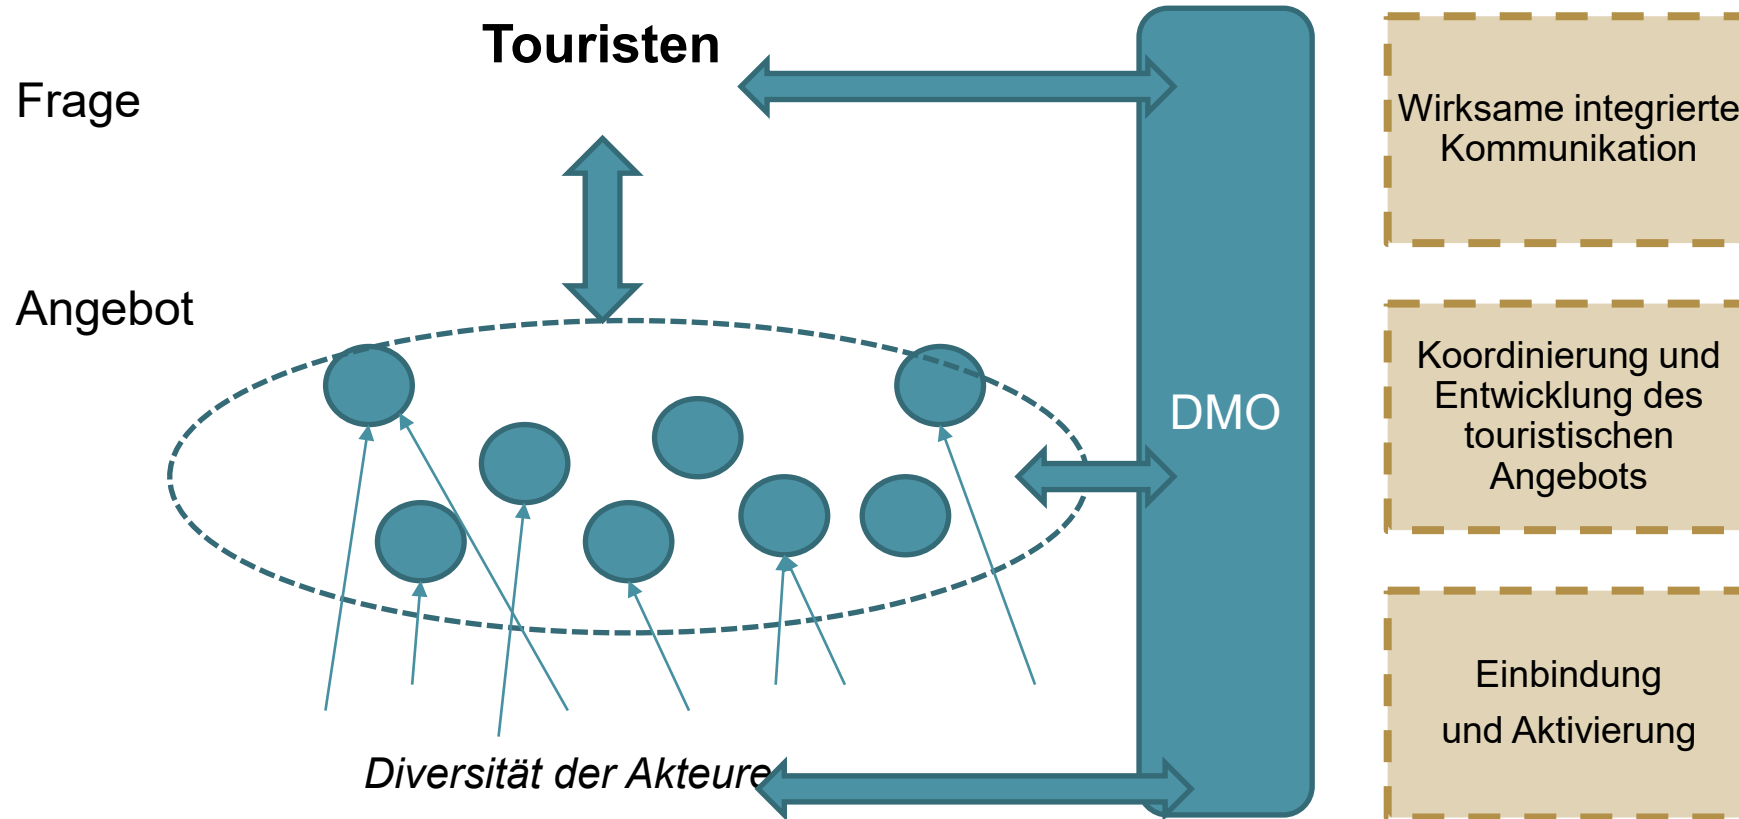 Touristen
Frage
Angebot
Diversität der Akteure
DMO
Wirksame integrierte
Kommunikation
Koordinierung und
Entwicklung des
touristischen
Angebots
Einbindung
und Aktivierung